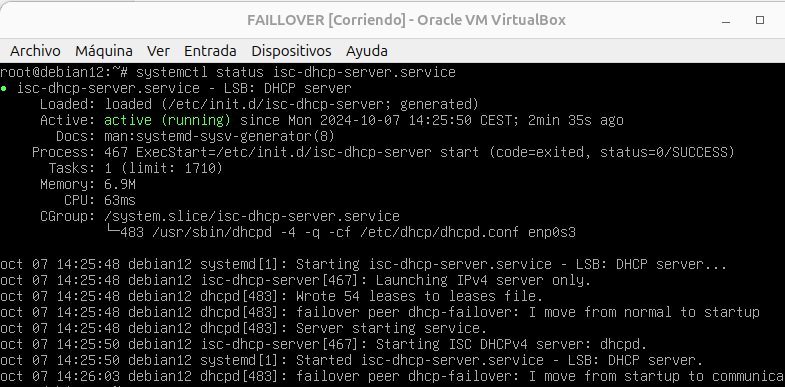 FAILLOVER [Corriendo] - Oracle VM VirtualBox
Archivo Máquina Ver Entrada Dispositivos Ayuda
root@debian12:~# systemctl status isc-dhcp-server.service
● isc-dhcp-server.service - LSB: DHCP server
Loaded: loaded (/etc/init.d/isc-dhcp-server; generated)
Active: active (running) since Mon 2024-10-07 14:25:50 CEST; 2min 35s ago
Docs: man:systemd-sysv-generator(8)
Process: 467 ExecStart=/etc/init.d/isc-dhcp-server start (code=exited, status=0/SUCCESS)
Tasks: 1 (limit: 1710)
Memory: 6.9M
CPU: 63ms
CGroup: /system.slice/isc-dhcp-server.service
└─483 /usr/sbin/dhcpd -4 -q -cf /etc/dhcp/dhcpd.conf enp0s3
oct 07 14:25:48 debian12 systemd[1]: Starting isc-dhcp-server.service - LSB: DHCP server...
oct 07 14:25:48 debian12 isc-dhcp-server[467]: Launching IPv4 server only.
oct 07 14:25:48 debian12 dhcpd[483]: Wrote 54 leases to leases file.
oct 07 14:25:48 debian12 dhcpd[483]: failover peer dhcp-failover: I move from normal to startup
oct 07 14:25:48 debian12 dhcpd[483]: Server starting service.
oct 07 14:25:50 debian12 isc-dhcp-server[467]: Starting ISC DHCPv4 server: dhcpd.
oct 07 14:25:50 debian12 systemd[1]: Started isc-dhcp-server.service - LSB: DHCP server.
oct 07 14:26:03 debian12 dhcpd[483]: failover peer dhcp-failover: I move from startup to communica